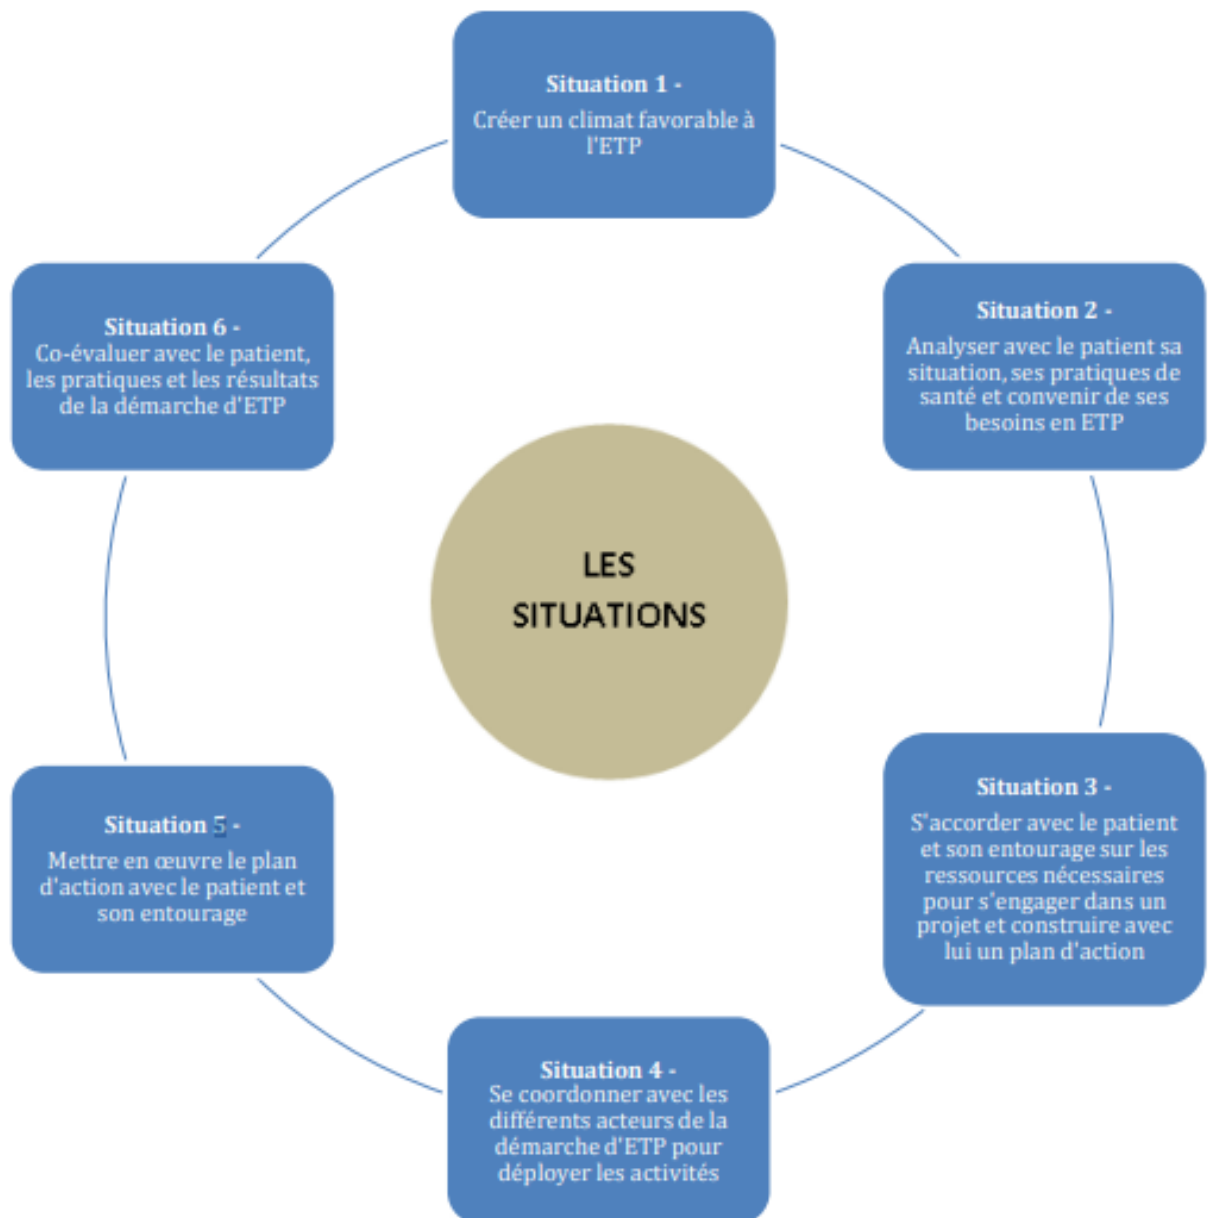 Situation 1 -
Créer un climat favorable à
l'ETP
Situation 2 -
Analyser avec le patient sa
situation, ses pratiques de
santé et convenir de ses
besoins en ETP
Situation 3 -
S'accorder avec le patient
et son entourage sur les
ressources nécessaires
pour s'engager dans un
projet et construire avec
lui un plan d'action
Situation 4 -
Se coordonner avec les
différents acteurs de la
démarche d'ETP pour
déployer les activités
Situation 5 -
Mettre en œuvre le plan
d'action avec le patient et
son entourage
Situation 6 -
Co-évaluer avec le patient,
les pratiques et les résultats
de la démarche d'ETP
LES
SITUATIONS